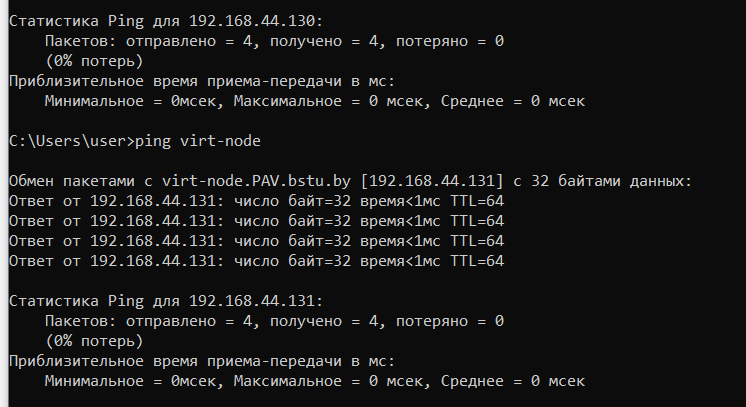 Статистика Ping для 192.168.44.130:
Пакетов: отправлено = 4, получено = 4, потеряно = 0
(0% потерь)
Приблизительное время приема-передачи в мс:
Минимальное = 0мсек, Максимальное = 0 мсек, Среднее = 0 мсек
C:\Users\user>ping virt-node
Обмен пакетами с virt-node.PAV.bstu.by [192.168.44.131] с 32 байтами данных:
Ответ от 192.168.44.131: число байт=32 время<1мс TTL=64
Ответ от 192.168.44.131: число байт=32 время<1мс TTL=64
Ответ от 192.168.44.131: число байт=32 время<1мс TTL=64
Ответ от 192.168.44.131: число байт=32 время<1мс TTL=64
Статистика Ping для 192.168.44.131:
Пакетов: отправлено = 4, получено = 4, потеряно = 0
(0% потерь)
Приблизительное время приема-передачи в мс:
Минимальное = 0мсек, Максимальное = 0 мсек, Среднее = 0 мсек